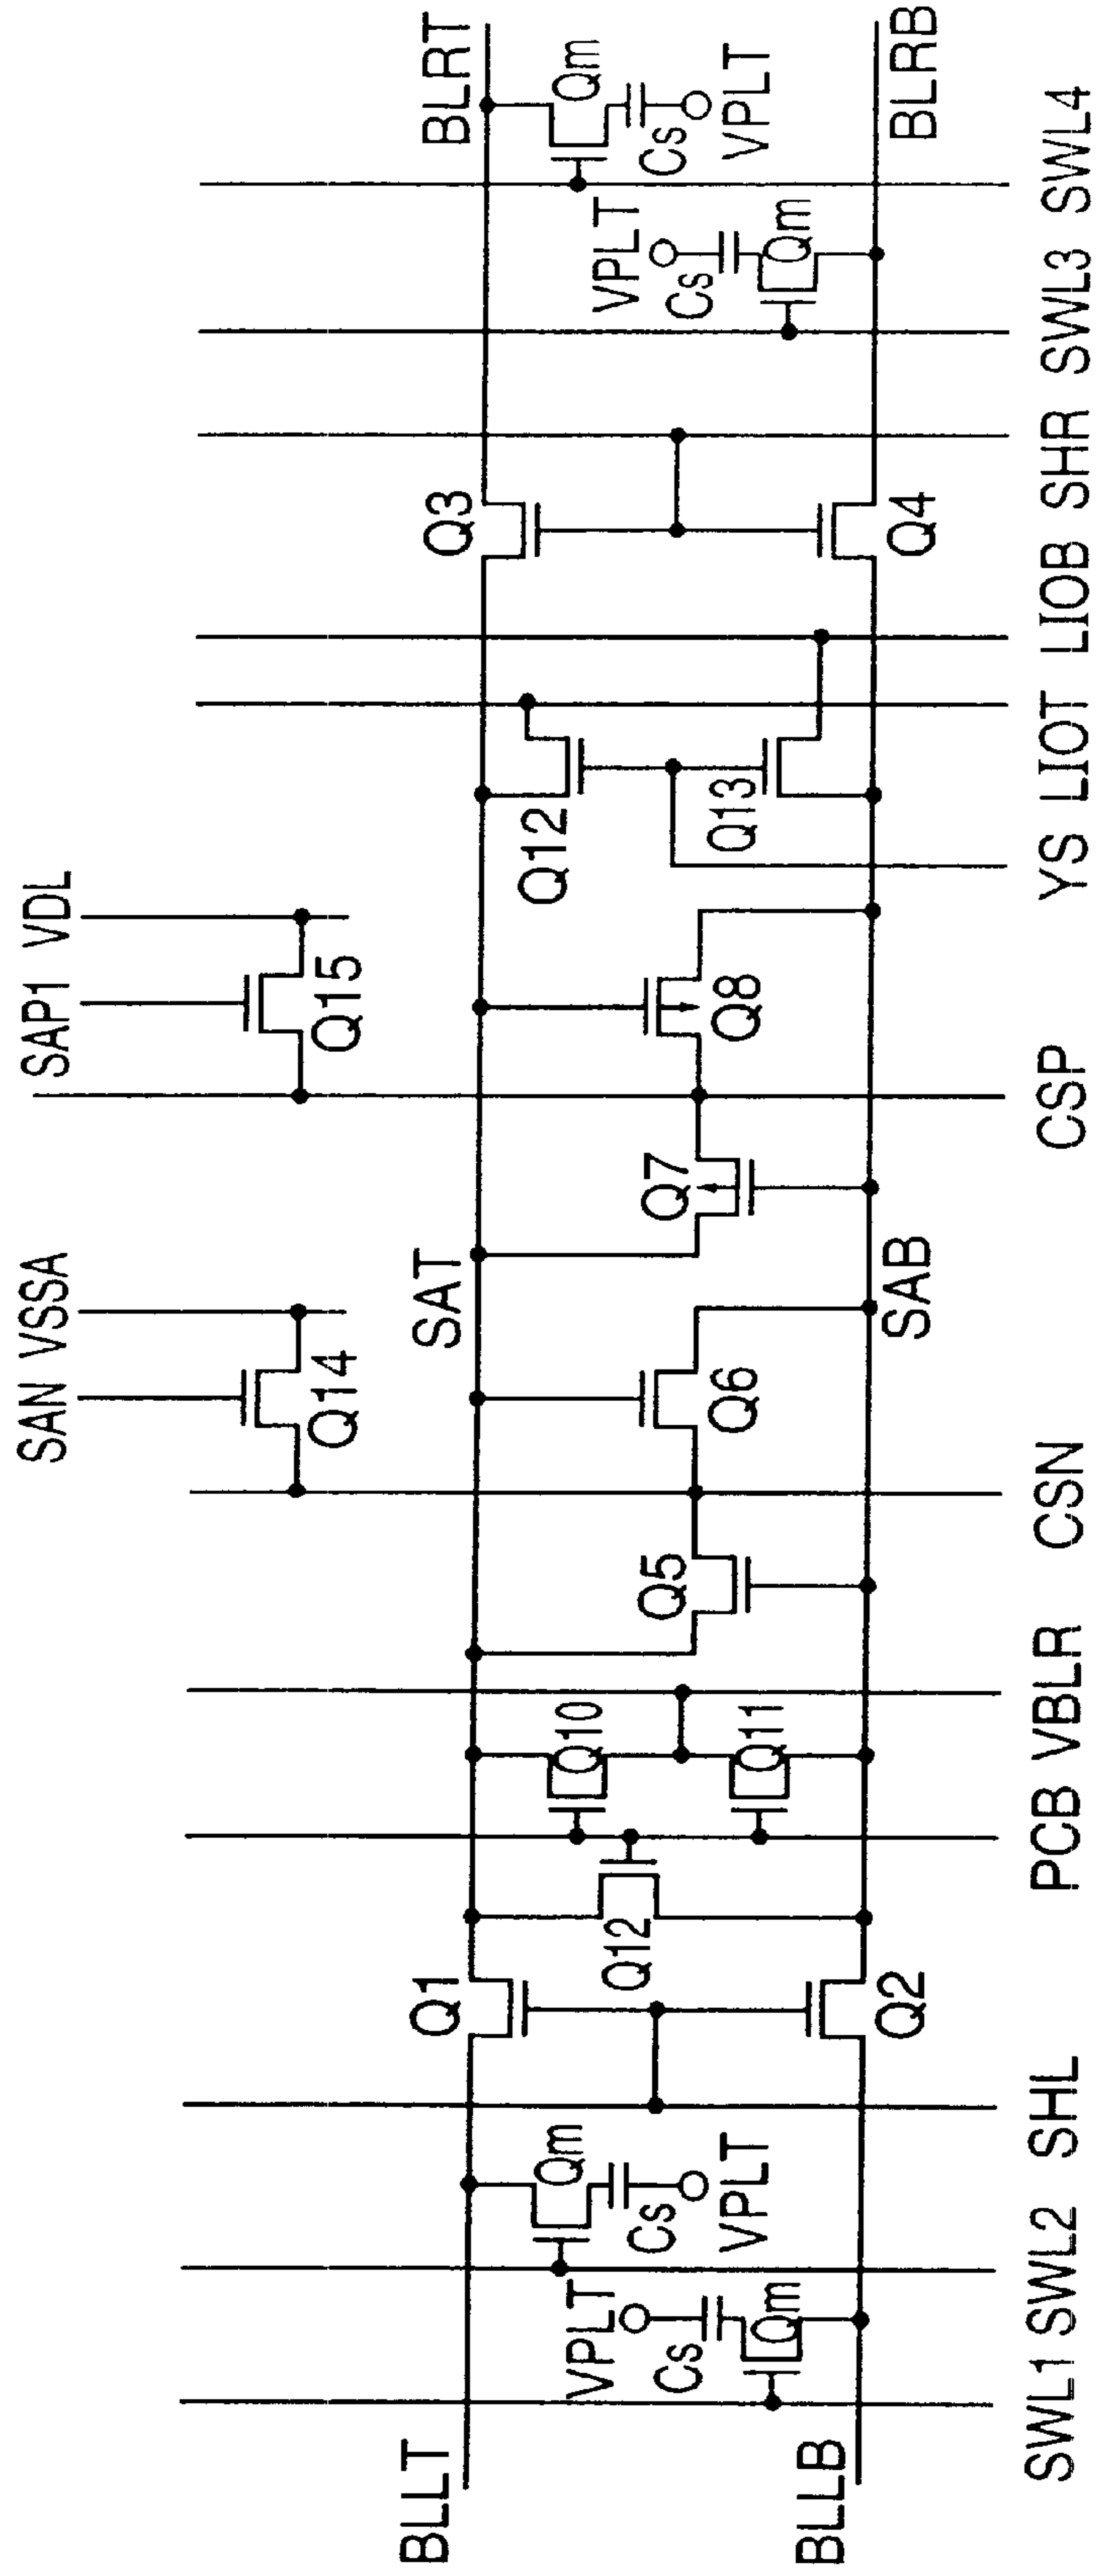 SAN VSSA
SAP1 VDL
Q14
Q15
BLLT
SAT
BLRT
Q1
Q3
Qm
Cs
VPLT
Q10
Q12
Qm
Cs
VPLT
VPLT
Cs
Qm
Q12
Q11
Q5
Q6
Q7
Q8
Q13
VPLT
Cs
Qm
BLLB
Q2
SAB
Q4
BLRB
SWL1 SWL2 SHL PCB VBLR CSN CSP YS LIOT LIOB SHR SWL3 SWL4